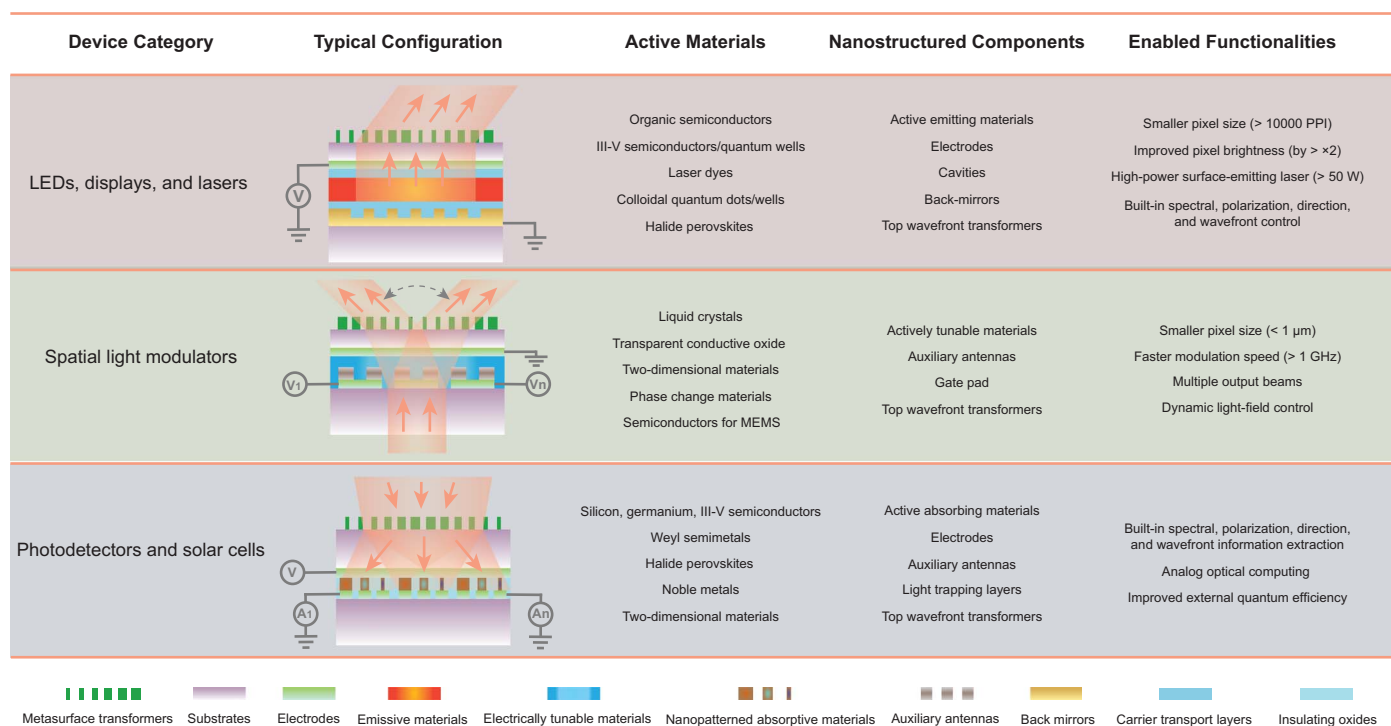 Device Category
Typical Configuration
Active Materials
Nanostructured Components
Enabled Functionalities
LEDs, displays, and lasers
V
Organic semiconductors
III-V semiconductors/quantum wells
Laser dyes
Colloidal quantum dots/wells
Halide perovskites
Active emitting materials
Electrodes
Cavities
Back-mirrors
Top wavefront transformers
Smaller pixel size (> 10000 PPI)
Improved pixel brightness (by > ×2)
High-power surface-emitting laser (> 50 W)
Built-in spectral, polarization, direction,
and wavefront control
Spatial light modulators
V1
Vn
Liquid crystals
Transparent conductive oxide
Two-dimensional materials
Phase change materials
Semiconductors for MEMS
Actively tunable materials
Auxiliary antennas
Gate pad
Top wavefront transformers
Smaller pixel size (< 1 μm)
Faster modulation speed (> 1 GHz)
Multiple output beams
Dynamic light-field control
Photodetectors and solar cells
V
A1
An
Silicon, germanium, III-V semiconductors
Weyl semimetals
Halide perovskites
Noble metals
Two-dimensional materials
Active absorbing materials
Electrodes
Auxiliary antennas
Light trapping layers
Top wavefront transformers
Built-in spectral, polarization, direction,
and wavefront information extraction
Analog optical computing
Improved external quantum efficiency
Metasurface transformers
Substrates
Electrodes
Emissive materials
Electrically tunable materials
Nanopatterned absorptive materials
Auxiliary antennas
Back mirrors
Carrier transport layers
Insulating oxides